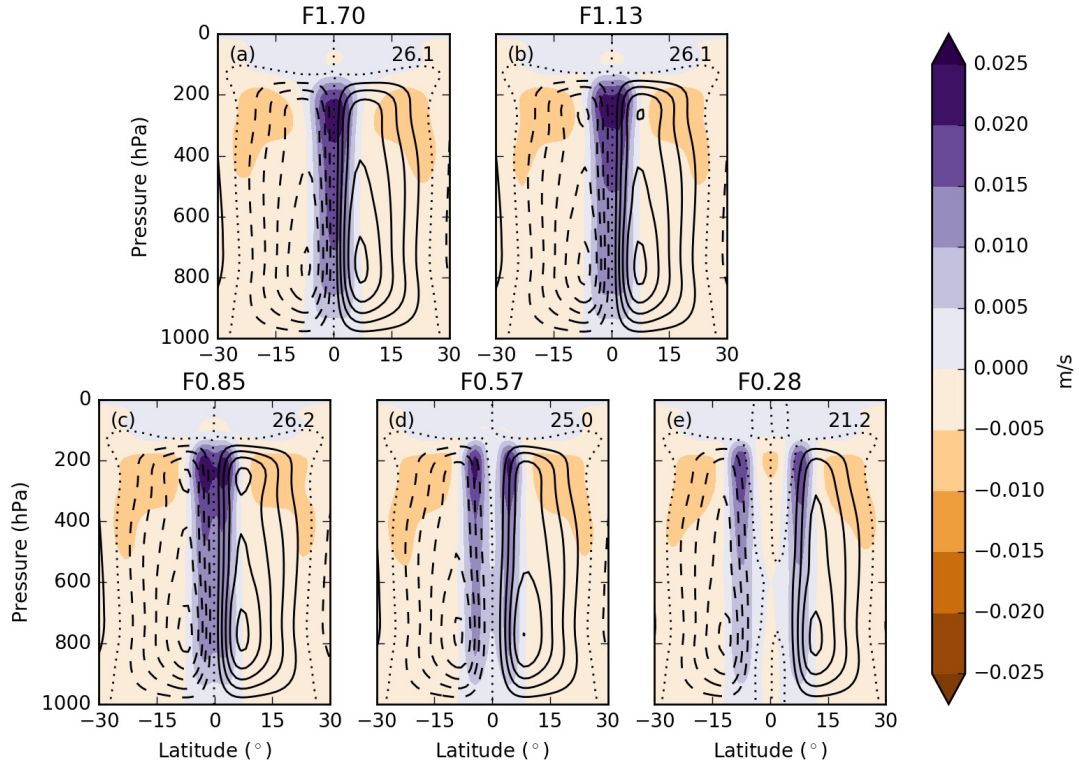 F1.70
F1.13
(a) 26.1
(b) 26.1
0
200
400
600
800
1000
Pressure (hPa)
−30 −15 0 15 30
−30 −15 0 15 30
F0.85
F0.57
F0.28
(c) 26.2
(d) 25.0
(e) 21.2
0
200
400
600
800
1000
Pressure (hPa)
−30 −15 0 15 30
−30 −15 0 15 30
−30 −15 0 15 30
Latitude (°)
Latitude (°)
Latitude (°)
0.025
0.020
0.015
0.010
0.005
0.000
−0.005
−0.010
−0.015
−0.020
−0.025
m/s